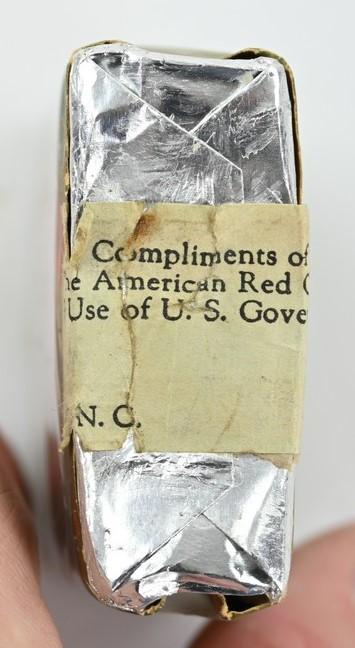 Compliments of
he American Red C
Use of U. S. Gove
N. C.